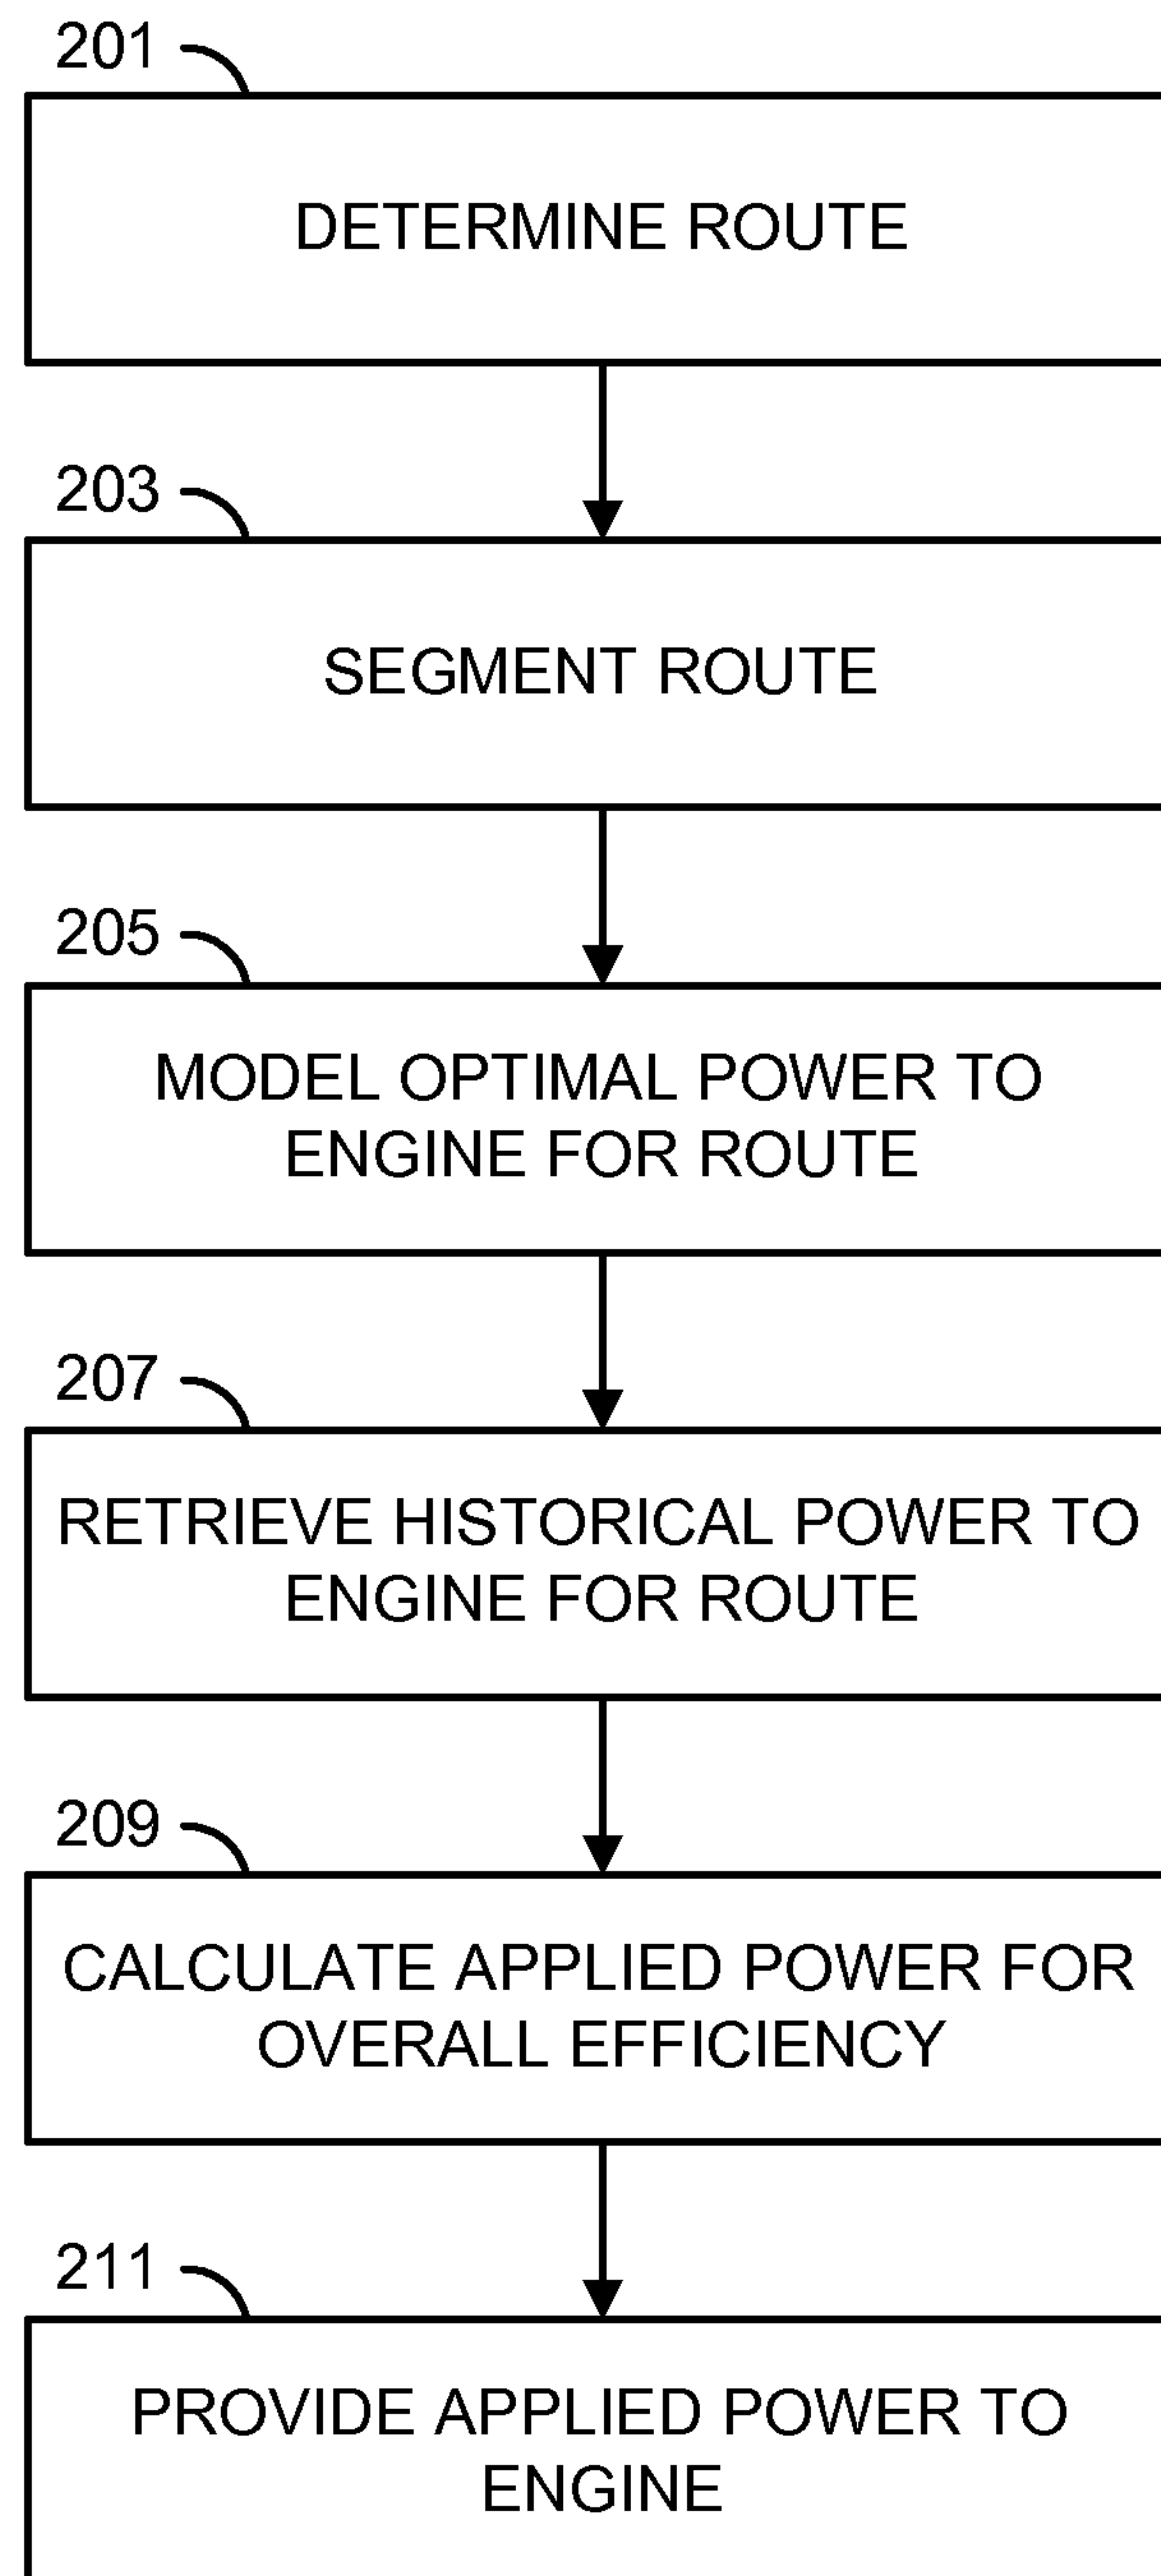 201
DETERMINE ROUTE
203
SEGMENT ROUTE
205
MODEL OPTIMAL POWER TO
ENGINE FOR ROUTE
207
RETRIEVE HISTORICAL POWER TO
ENGINE FOR ROUTE
209
CALCULATE APPLIED POWER FOR
OVERALL EFFICIENCY
211
PROVIDE APPLIED POWER TO
ENGINE